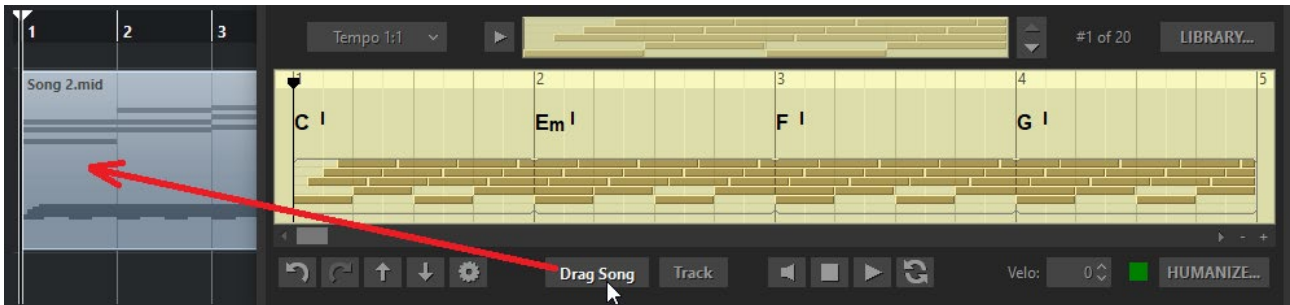 1 2 3
Song 2.mid
Tempo 1:1
#1 of 20
LIBRARY...
1 2 3 4 5
C I Em I F I G I
Drag Song
Track
Velo: 0
HUMANIZE...